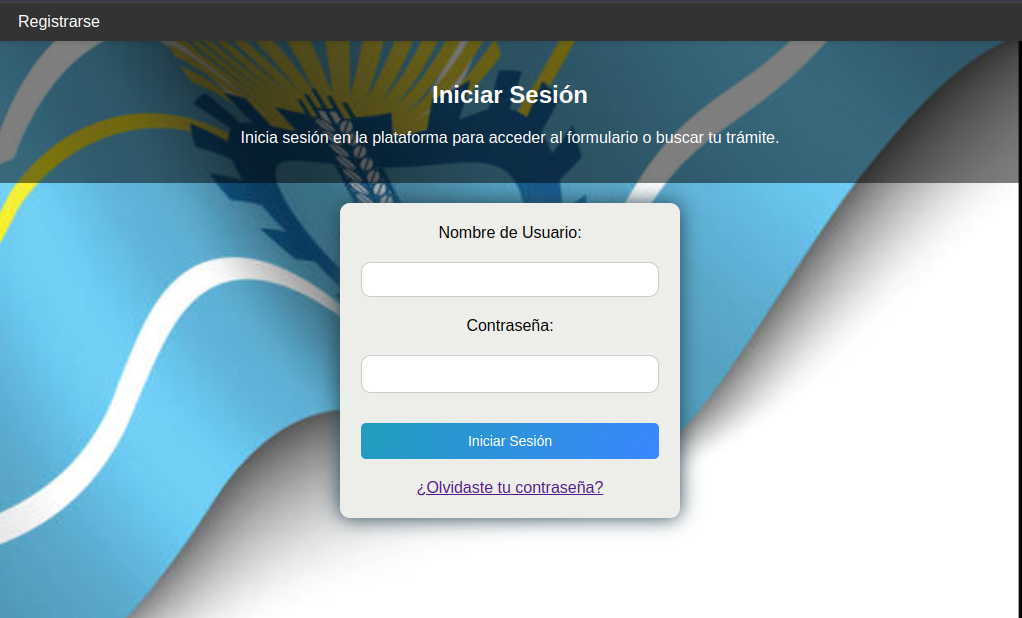 Registrarse
Iniciar Sesión
Inicia sesión en la plataforma para acceder al formulario o buscar tu trámite.
Nombre de Usuario:
Contraseña:
Iniciar Sesión
¿Olvidaste tu contraseña?